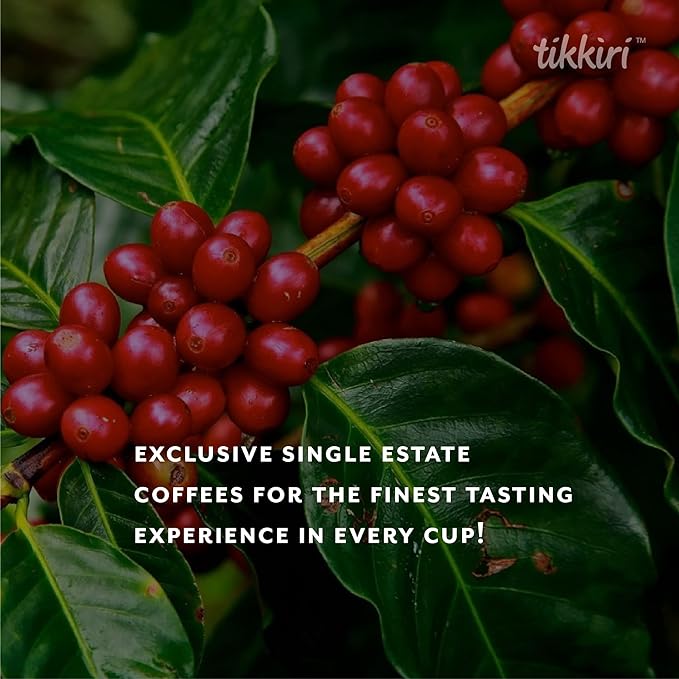 tikkiri™
EXCLUSIVE SINGLE ESTATE
COFFEES FOR THE FINEST TASTING
EXPERIENCE IN EVERY CUP!